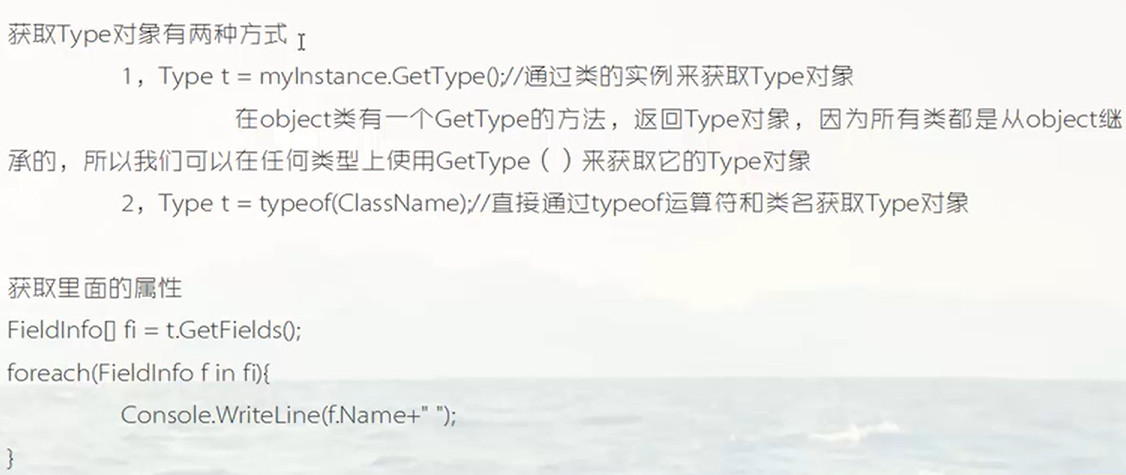 获取Type对象有两种方式
1，Type t = myInstance.GetType();//通过类的实例来获取Type对象
在object类有一个GetType的方法，返回Type对象，因为所有类都是从object继
承的，所以我们可以在任何类型上使用GetType（）来获取它的Type对象
2，Type t = typeof(ClassName);//直接通过typeof运算符和类名获取Type对象
获取里面的属性
FieldInfo[] fi = t.GetFields();
foreach(FieldInfo f in fi){
Console.WriteLine(f.Name+" ");
}